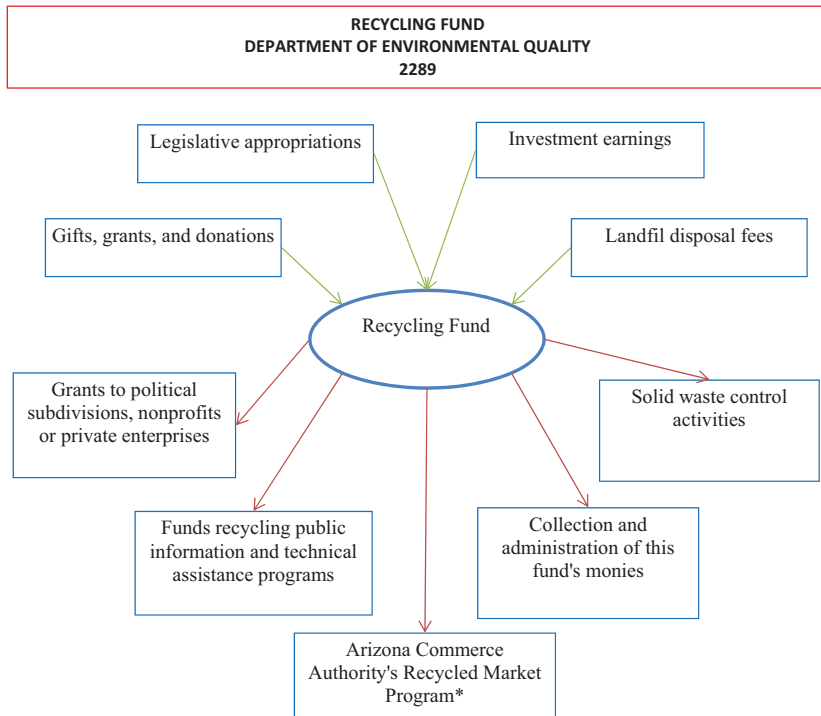 RECYCLING FUND
DEPARTMENT OF ENVIRONMENTAL QUALITY
2289
Legislative appropriations
Investment earnings
Gifts, grants, and donations
Landfil disposal fees
Recycling Fund
Grants to political
subdivisions, nonprofits
or private enterprises
Solid waste control
activities
Funds recycling public
information and technical
assistance programs
Collection and
administration of this
fund's monies
Arizona Commerce
Authority's Recycled Market
Program*